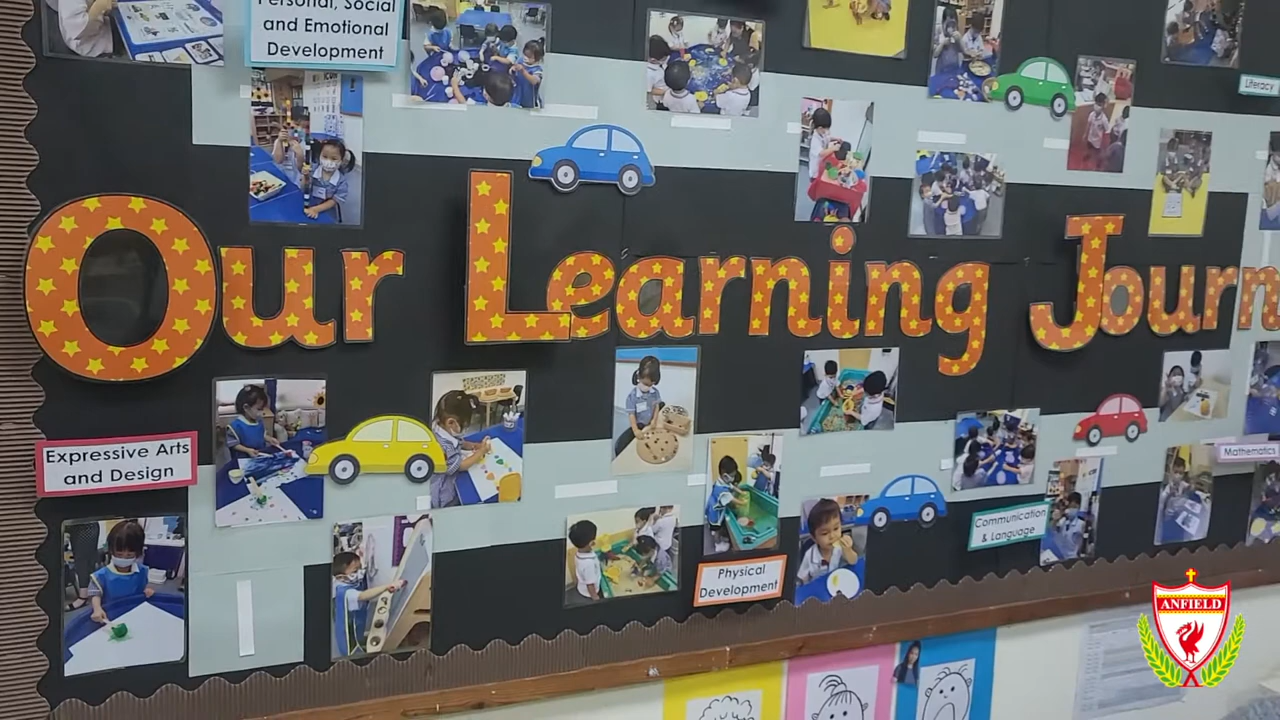 Personal, Social
and Emotional
Development
Literacy
Our Learning Journ
Expressive Arts
and Design
Mathematics
Communication
& Language
Physical
Development
ANFIELD